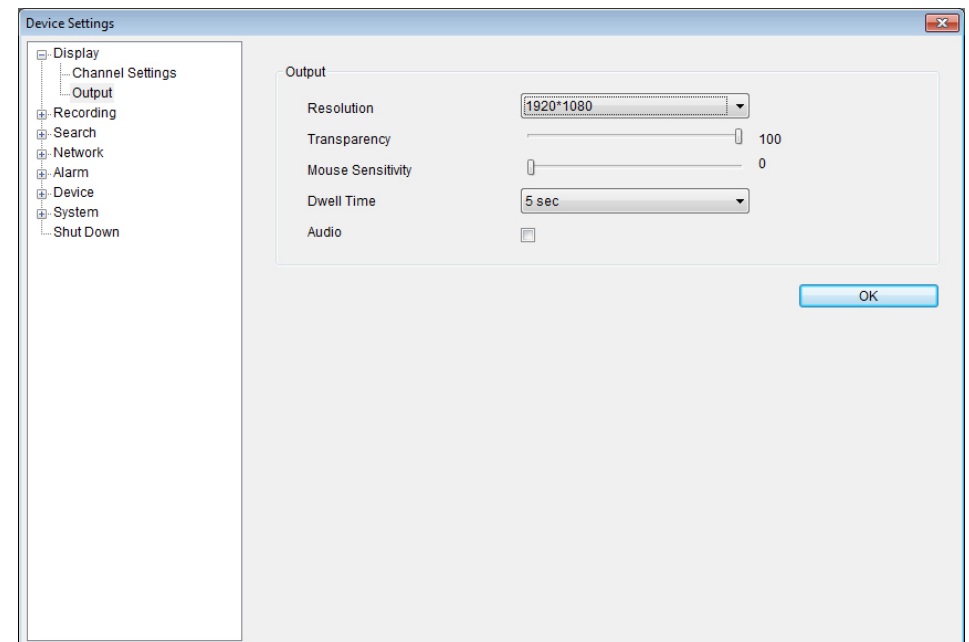 Device Settings
Display
Channel Settings
Output
Recording
Search
Network
Alarm
Device
System
Shut Down
Output
Resolution 1920*1080
Transparency 100
Mouse Sensitivity 0
Dwell Time 5 sec
Audio
OK